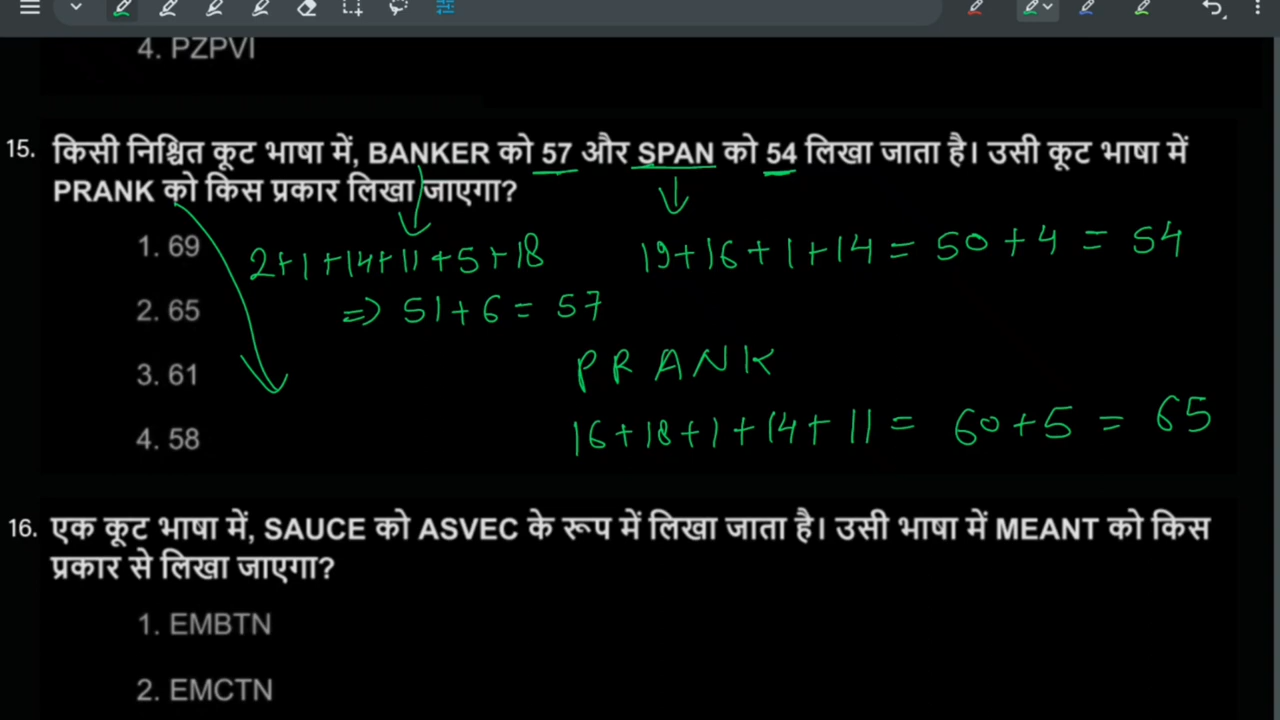 4. PZPVI
15. किसी निश्चित कूट भाषा में, BANKER को 57 और SPAN को 54 लिखा जाता है। उसी कूट भाषा में
PRANK को किस प्रकार लिखा जाएगा?
1. 69
2+1+14+11+5+18
19+16+1+14 = 50+4 = 54
2. 65
=> 51+6 = 57
3. 61
PRANK
4. 58
16+18+1+14+11 = 60+5 = 65
16. एक कूट भाषा में, SAUCE को ASVEC के रूप में लिखा जाता है। उसी भाषा में MEANT को किस
प्रकार से लिखा जाएगा?
1. EMBTN
2. EMCTN